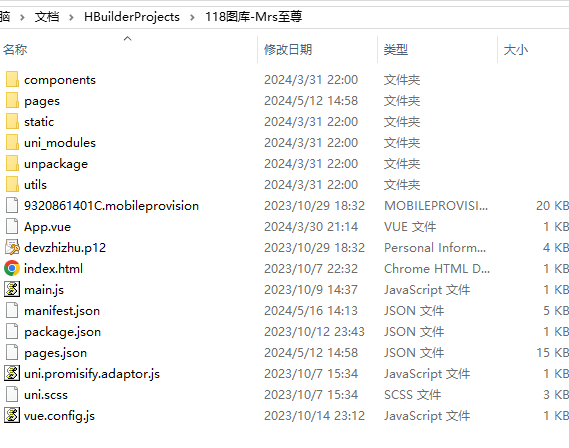 脑 > 文档 > HBuilderProjects > 118图库-Mrs至尊
名称 修改日期 类型 大小
components 2024/3/31 22:00 文件夹
pages 2024/5/12 14:58 文件夹
static 2024/3/31 22:00 文件夹
uni_modules 2024/3/31 22:00 文件夹
unpackage 2024/3/31 22:00 文件夹
utils 2024/3/31 22:00 文件夹
9320861401C.mobileprovision 2023/10/29 18:32 MOBILEPROVISI... 20 KB
App.vue 2024/3/30 21:14 VUE 文件 1 KB
devzhizhu.p12 2023/10/29 18:32 Personal Inform... 4 KB
index.html 2023/10/7 22:32 Chrome HTML D... 1 KB
main.js 2023/10/9 14:37 JavaScript 文件 1 KB
manifest.json 2024/5/16 14:13 JSON 文件 5 KB
package.json 2023/10/12 23:43 JSON 文件 1 KB
pages.json 2024/5/12 14:58 JSON 文件 15 KB
uni.promisify.adaptor.js 2023/10/7 15:34 JavaScript 文件 1 KB
uni.scss 2023/10/7 15:34 SCSS 文件 3 KB
vue.config.js 2023/10/14 23:12 JavaScript 文件 1 KB